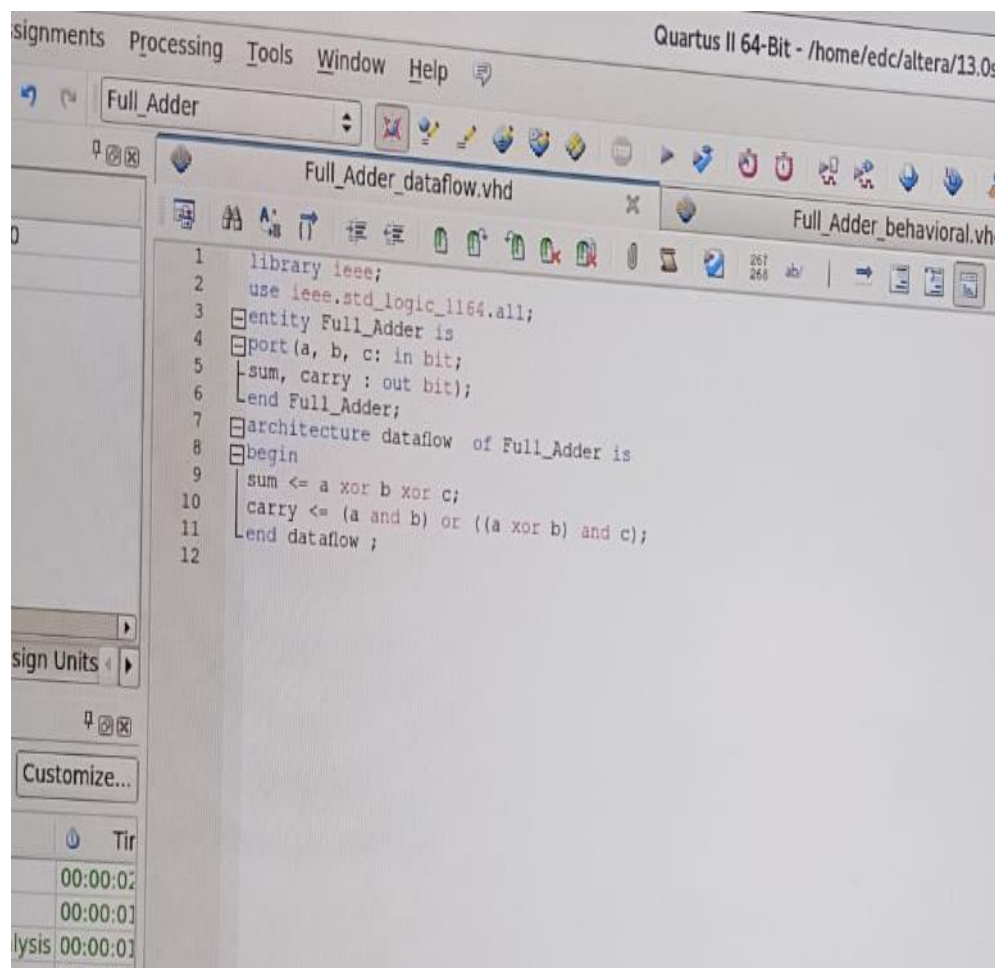 Quartus II 64-Bit - /home/edc/altera/13.0s
signments Processing Tools Window Help
Full_Adder
Full_Adder_dataflow.vhd
Full_Adder_behavioral.vh
267
268 ab/
1 library ieee;
2 use ieee.std_logic_1164.all;
3 entity Full_Adder is
4 port(a, b, c: in bit;
5 sum, carry : out bit);
6 end Full_Adder;
7 architecture dataflow of Full_Adder is
8 begin
9 sum <= a xor b xor c;
10 carry <= (a and b) or ((a xor b) and c);
11 end dataflow ;
12
sign Units
Customize...
Tir
00:00:02
00:00:01
lysis 00:00:01